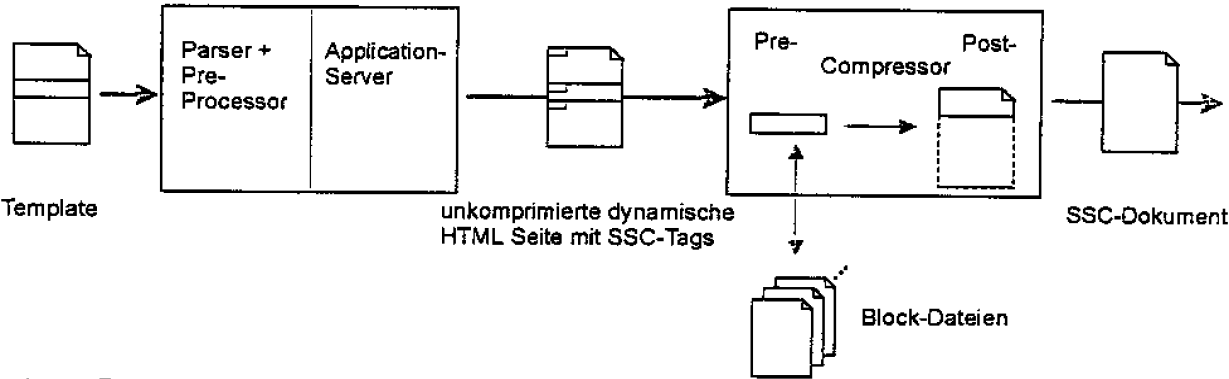 Parser +
Pre-
Processor
Application-
Server
Pre-
Post-
Compressor
Template
unkomprimierte dynamische
HTML Seite mit SSC-Tags
SSC-Dokument
Block-Dateien